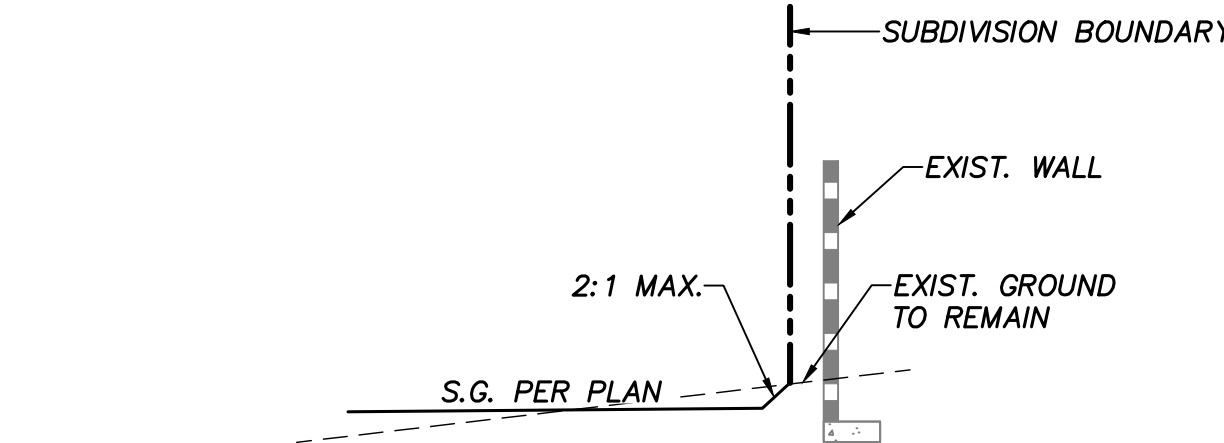 SUBDIVISION BOUNDARY
EXIST. WALL
2:1 MAX.
EXIST. GROUND
TO REMAIN
S.G. PER PLAN